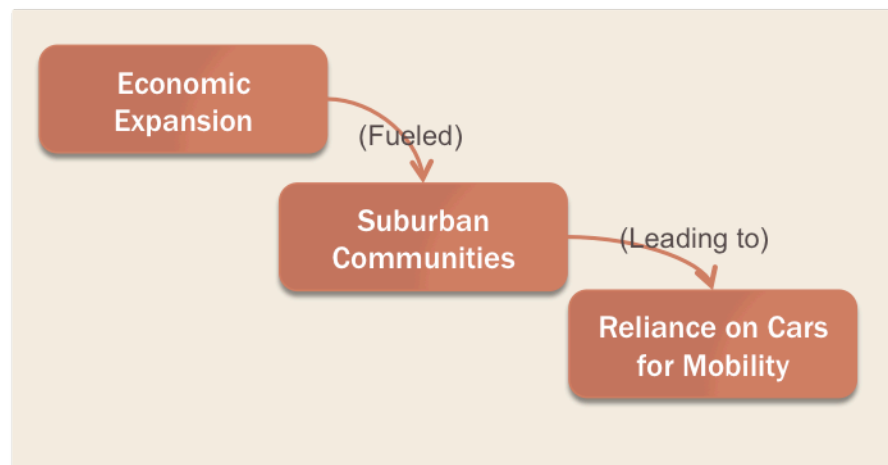 Economic
Expansion
(Fueled)
Suburban
Communities
(Leading to)
Reliance on Cars
for Mobility